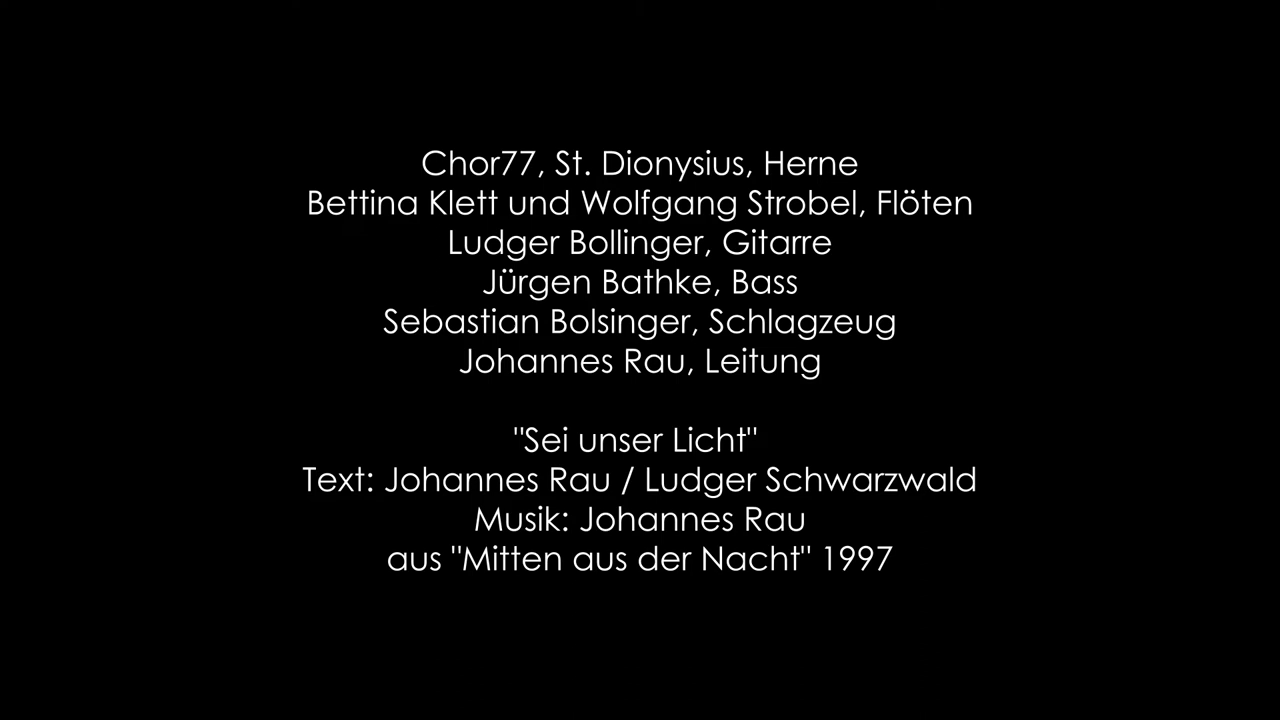 Chor77, St. Dionysius, Herne
Bettina Klett und Wolfgang Strobel, Flöten
Ludger Bollinger, Gitarre
Jürgen Bathke, Bass
Sebastian Bolsinger, Schlagzeug
Johannes Rau, Leitung
"Sei unser Licht"
Text: Johannes Rau / Ludger Schwarzwald
Musik: Johannes Rau
aus "Mitten aus der Nacht" 1997